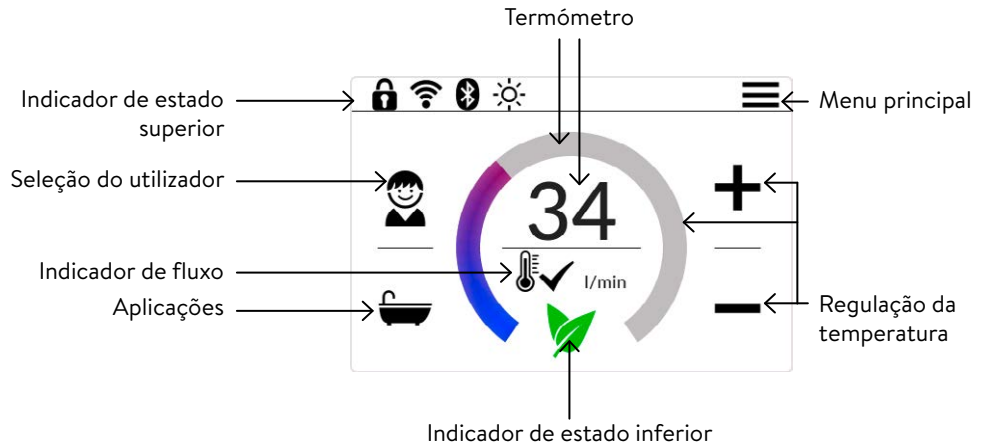 Termómetro
Indicador de estado
superior
Menu principal
Seleção do utilizador
34
Indicador de fluxo
l/min
Aplicações
Regulação da
temperatura
Indicador de estado inferior